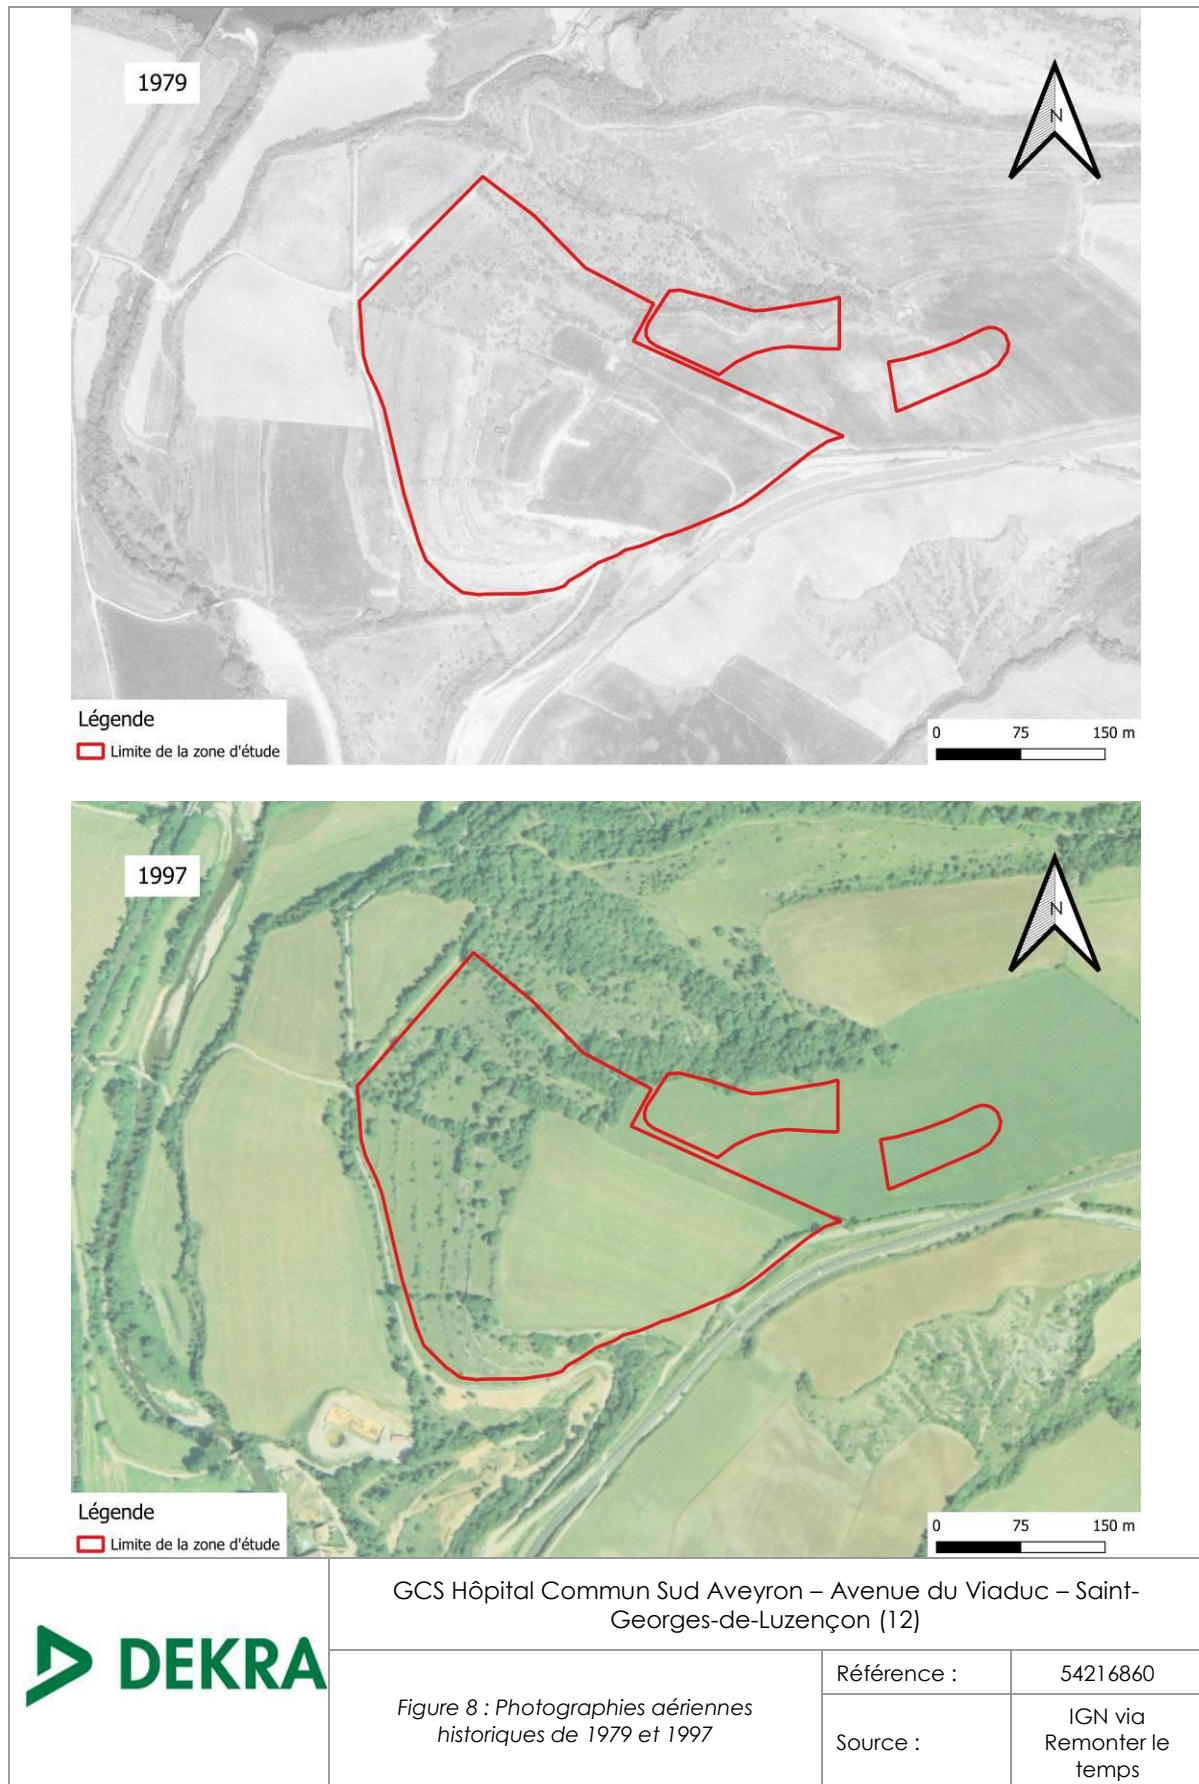 1979
N
Légende
Limite de la zone d'étude
0 75 150 m
1997
N
Légende
Limite de la zone d'étude
0 75 150 m
DEKRA
GCS Hôpital Commun Sud Aveyron – Avenue du Viaduc – Saint-
Georges-de-Luzençon (12)
Figure 8 : Photographies aériennes
historiques de 1979 et 1997
Référence :
54216860
Source :
IGN via
Remonter le
temps